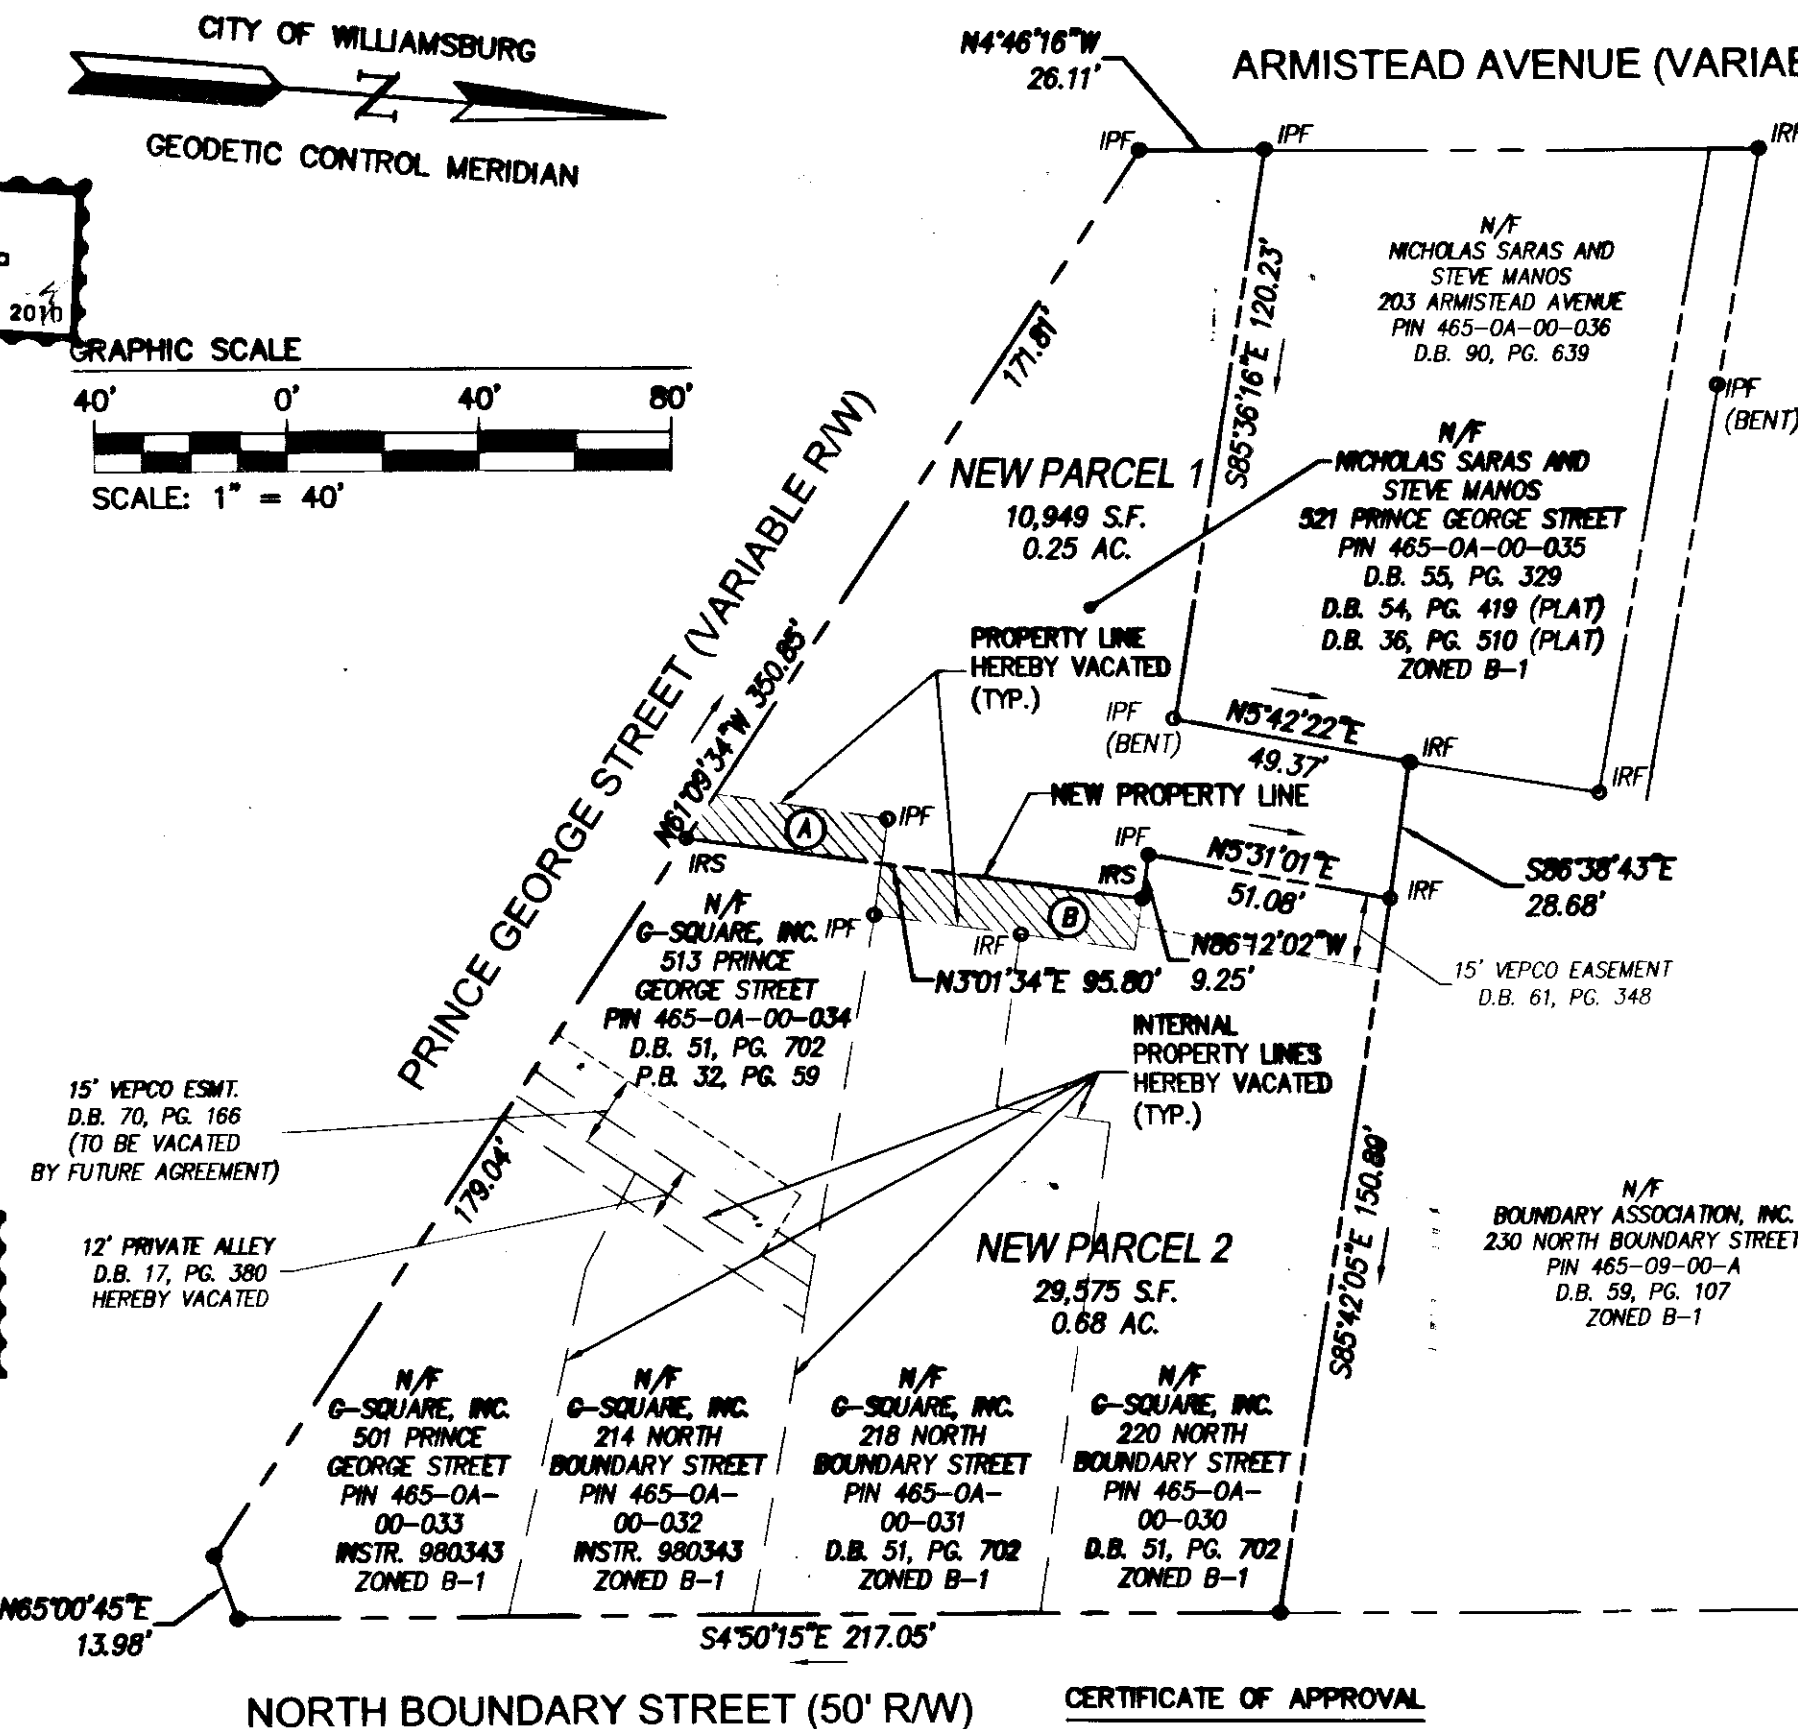 CITY OF WILLIAMSBURG
N
GEODETIC CONTROL MERIDIAN
2010
GRAPHIC SCALE
40' 0' 40' 80'
SCALE: 1" = 40'
N4°46'16"W
26.11'
ARMISTEAD AVENUE (VARIAB
IPF
IPF
IRF
171.81'
S85°36'16"E 120.23'
N/F
NICHOLAS SARAS AND
STEVE MANOS
203 ARMISTEAD AVENUE
PIN 465-0A-00-036
D.B. 90, PG. 639
IPF
(BENT)
NEW PARCEL 1
10,949 S.F.
0.25 AC.
N/F
NICHOLAS SARAS AND
STEVE MANOS
521 PRINCE GEORGE STREET
PIN 465-0A-00-035
D.B. 55, PG. 329
D.B. 54, PG. 419 (PLAT)
D.B. 36, PG. 510 (PLAT)
ZONED B-1
PRINCE GEORGE STREET (VARIABLE R/W)
N61°09'34"W 350.85'
PROPERTY LINE
HEREBY VACATED
(TYP.)
IPF
(BENT)
N5°42'22"E
49.37'
IRF
IRF
NEW PROPERTY LINE
A
IPF
IRS
IPF
IRS
N5°31'01"E
51.08'
IRF
S86°38'43"E
28.68'
B
IPF
IRF
N86°12'02"W
9.25'
N3°01'34"E 95.80'
15' VEPCO EASEMENT
D.B. 61, PG. 348
N/F
G-SQUARE, INC.
513 PRINCE
GEORGE STREET
PIN 465-0A-00-034
D.B. 51, PG. 702
P.B. 32, PG. 59
INTERNAL
PROPERTY LINES
HEREBY VACATED
(TYP.)
15' VEPCO ESMT.
D.B. 70, PG. 166
(TO BE VACATED
BY FUTURE AGREEMENT)
179.04'
12' PRIVATE ALLEY
D.B. 17, PG. 380
HEREBY VACATED
NEW PARCEL 2
29,575 S.F.
0.68 AC.
S85°42'05"E 150.89'
N/F
BOUNDARY ASSOCIATION, INC.
230 NORTH BOUNDARY STREET
PIN 465-09-00-A
D.B. 59, PG. 107
ZONED B-1
N/F
G-SQUARE, INC.
501 PRINCE
GEORGE STREET
PIN 465-0A-
00-033
INSTR. 980343
ZONED B-1
N/F
G-SQUARE, INC.
214 NORTH
BOUNDARY STREET
PIN 465-0A-
00-032
INSTR. 980343
ZONED B-1
N/F
G-SQUARE, INC.
218 NORTH
BOUNDARY STREET
PIN 465-0A-
00-031
D.B. 51, PG. 702
ZONED B-1
N/F
G-SQUARE, INC.
220 NORTH
BOUNDARY STREET
PIN 465-0A-
00-030
D.B. 51, PG. 702
ZONED B-1
N65°00'45"E
13.98'
S4°50'15"E 217.05'
NORTH BOUNDARY STREET (50' R/W)
CERTIFICATE OF APPROVAL